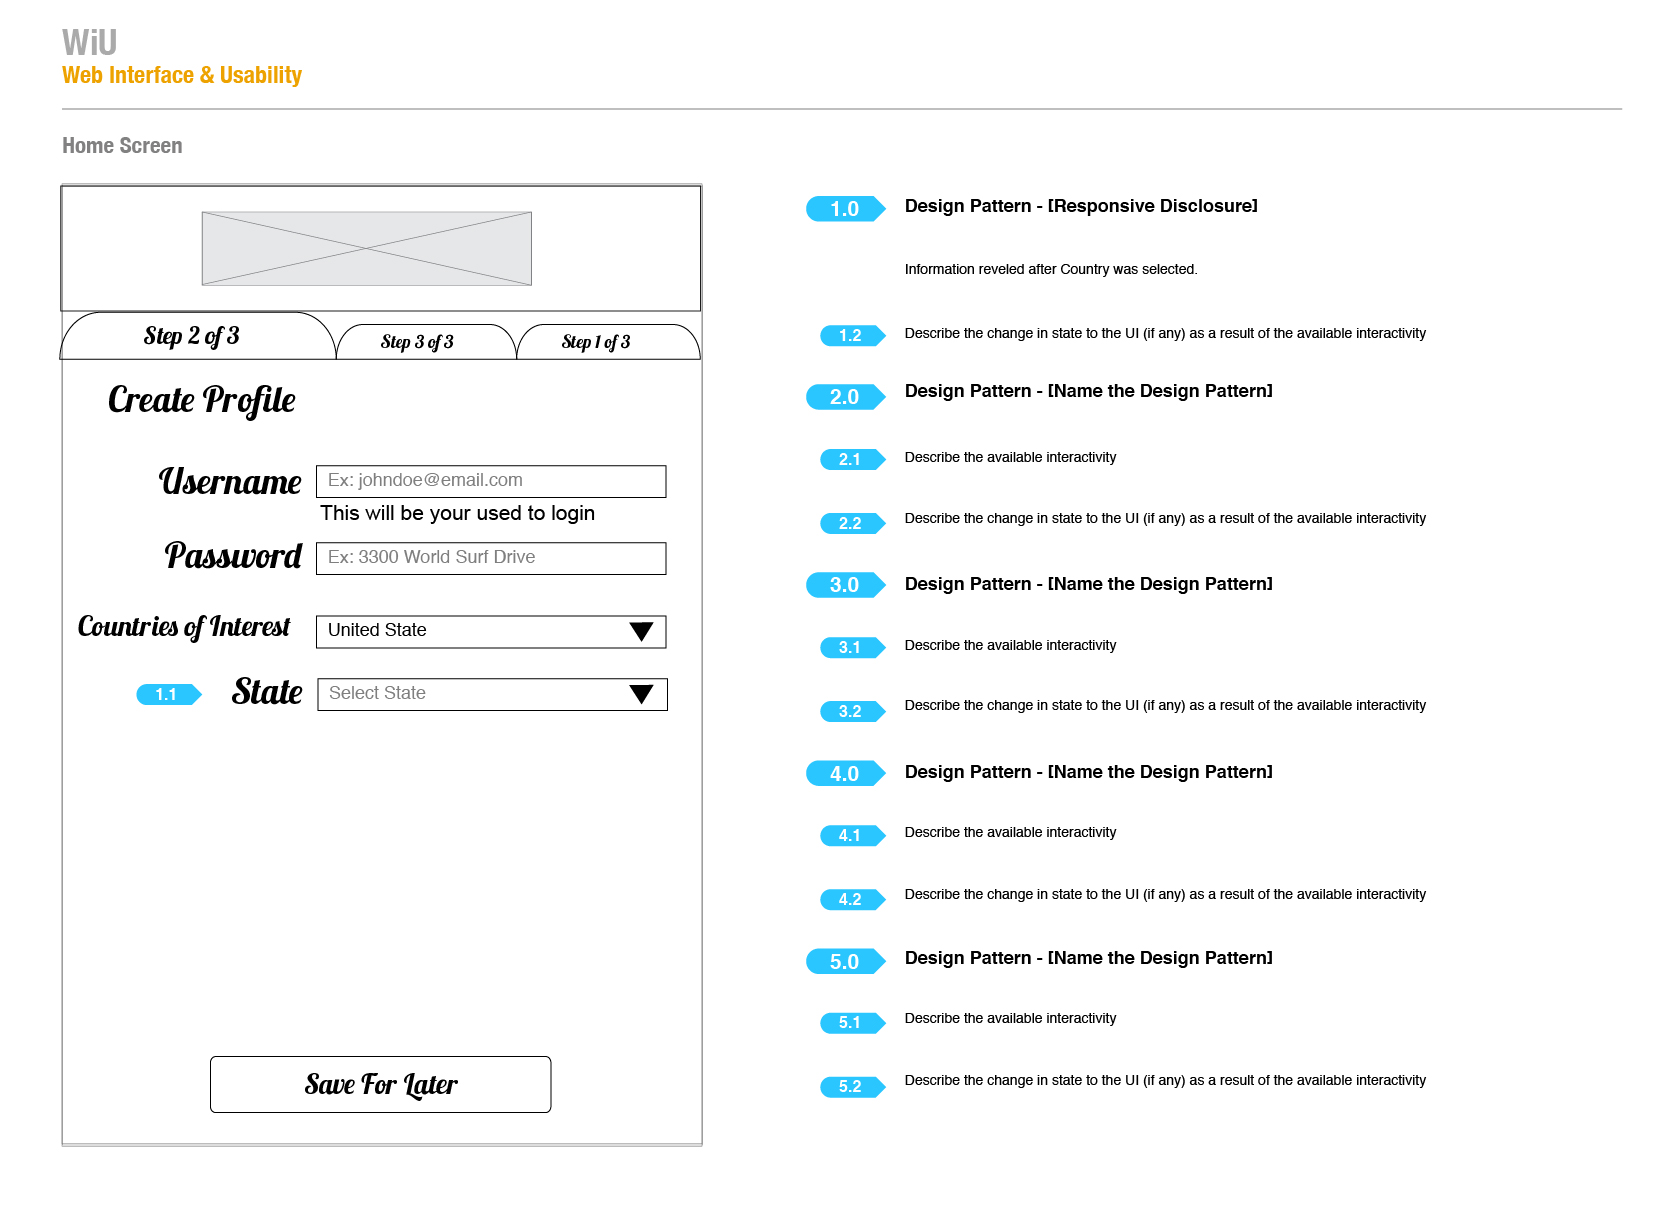 WiU
Web Interface & Usability
Home Screen
Step 2 of 3
Step 3 of 3
Step 1 of 3
Create Profile
Username
Ex: johndoe@email.com
This will be your used to login
Password
Ex: 3300 World Surf Drive
Countries of Interest
United State
1.1
State
Select State
Save For Later
1.0
Design Pattern - [Responsive Disclosure]
Information reveled after Country was selected.
1.2
Describe the change in state to the UI (if any) as a result of the available interactivity
2.0
Design Pattern - [Name the Design Pattern]
2.1
Describe the available interactivity
2.2
Describe the change in state to the UI (if any) as a result of the available interactivity
3.0
Design Pattern - [Name the Design Pattern]
3.1
Describe the available interactivity
3.2
Describe the change in state to the UI (if any) as a result of the available interactivity
4.0
Design Pattern - [Name the Design Pattern]
4.1
Describe the available interactivity
4.2
Describe the change in state to the UI (if any) as a result of the available interactivity
5.0
Design Pattern - [Name the Design Pattern]
5.1
Describe the available interactivity
5.2
Describe the change in state to the UI (if any) as a result of the available interactivity